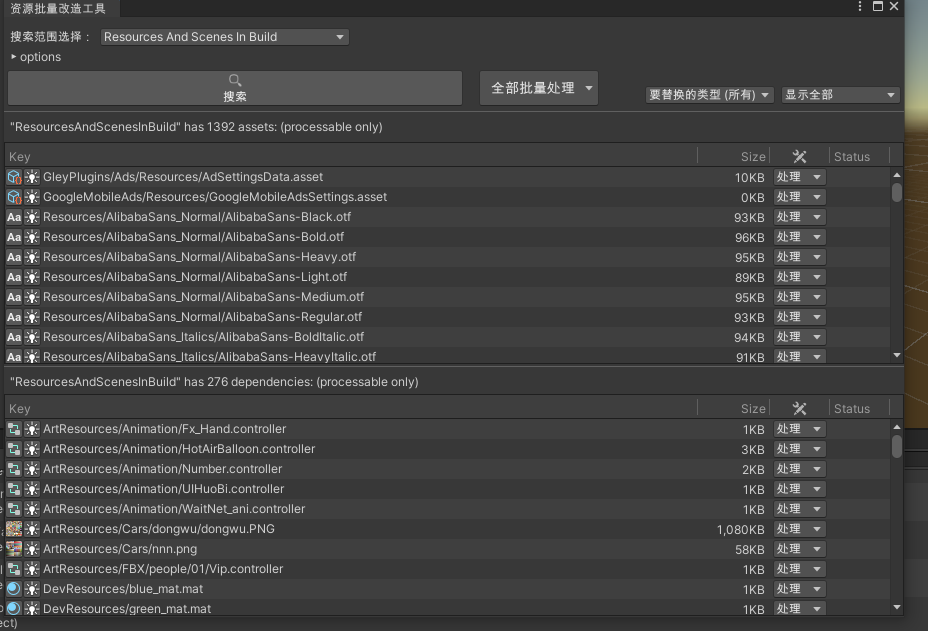 资源批量改造工具
搜索范围选择： Resources And Scenes In Build
options
搜索
全部批量处理
要替换的类型 (所有) 显示全部
"ResourcesAndScenesInBuild" has 1392 assets: (processable only)
Key Size Status
GleyPlugins/Ads/Resources/AdSettingsData.asset 10KB 处理
GoogleMobileAds/Resources/GoogleMobileAdsSettings.asset 0KB 处理
Aa Resources/AlibabaSans_Normal/AlibabaSans-Black.otf 93KB 处理
Aa Resources/AlibabaSans_Normal/AlibabaSans-Bold.otf 96KB 处理
Aa Resources/AlibabaSans_Normal/AlibabaSans-Heavy.otf 95KB 处理
Aa Resources/AlibabaSans_Normal/AlibabaSans-Light.otf 89KB 处理
Aa Resources/AlibabaSans_Normal/AlibabaSans-Medium.otf 95KB 处理
Aa Resources/AlibabaSans_Normal/AlibabaSans-Regular.otf 93KB 处理
Aa Resources/AlibabaSans_Italics/AlibabaSans-BoldItalic.otf 94KB 处理
Aa Resources/AlibabaSans_Italics/AlibabaSans-HeavyItalic.otf 91KB 处理
"ResourcesAndScenesInBuild" has 276 dependencies: (processable only)
Key Size Status
ArtResources/Animation/Fx_Hand.controller 1KB 处理
ArtResources/Animation/HotAirBalloon.controller 3KB 处理
ArtResources/Animation/Number.controller 2KB 处理
ArtResources/Animation/UIHuoBi.controller 1KB 处理
ArtResources/Animation/WaitNet_ani.controller 1KB 处理
ArtResources/Cars/dongwu/dongwu.PNG 1,080KB 处理
ArtResources/Cars/nnn.png 58KB 处理
ArtResources/FBX/people/01/Vip.controller 1KB 处理
DevResources/blue_mat.mat 1KB 处理
DevResources/green_mat.mat 1KB 处理
ect)